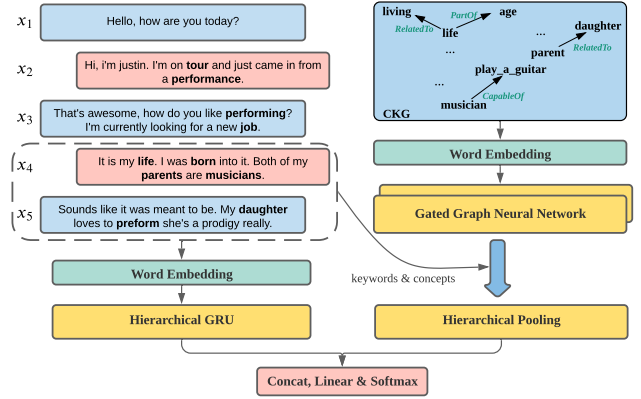 x1
Hello, how are you today?
x2
Hi, i'm justin. I'm on tour and just came in from
a performance.
x3
That's awesome, how do you like performing?
I'm currently looking for a new job.
x4
It is my life. I was born into it. Both of my
parents are musicians.
x5
Sounds like it was meant to be. My daughter
loves to preform she's a prodigy really.
Word Embedding
Hierarchical GRU
living
PartOf
age
RelatedTo
life
...
...
daughter
parent
RelatedTo
play_a_guitar
...
musician
CapableOf
CKG
Word Embedding
Gated Graph Neural Network
keywords & concepts
Hierarchical Pooling
Concat, Linear & Softmax